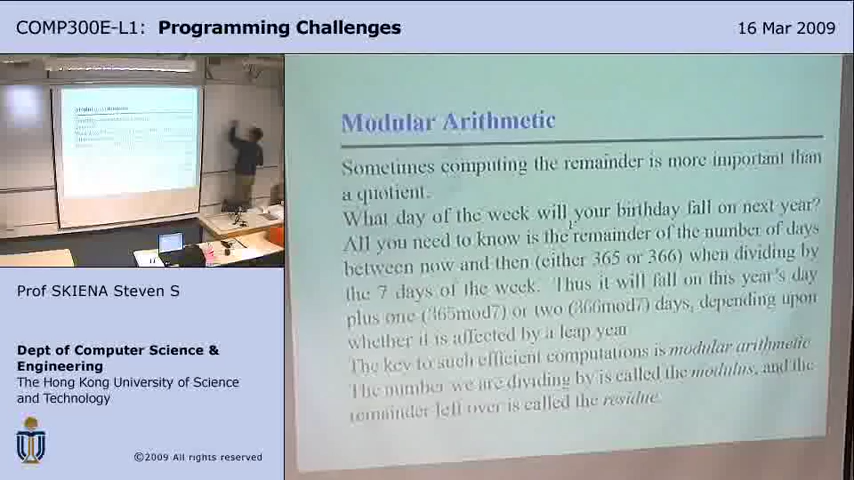 COMP300E-L1: Programming Challenges
16 Mar 2009
Modular Arithmetic
Sometimes computing the remainder is more important than
a quotient.
What day of the week will your birthday fall on next year?
All you need to know is the remainder of the number of days
between now and then (either 365 or 366) when dividing by
the 7 days of the week. Thus it will fall on this year's day
plus one (365mod7) or two (366mod7) days, depending upon
whether it is affected by a leap year
The key to such efficient computations is modular arithmetic
The number we are dividing by is called the modulus, and the
remainder left over is called the residue.
Prof SKIENA Steven S
Dept of Computer Science &
Engineering
The Hong Kong University of Science
and Technology
©2009 All rights reserved